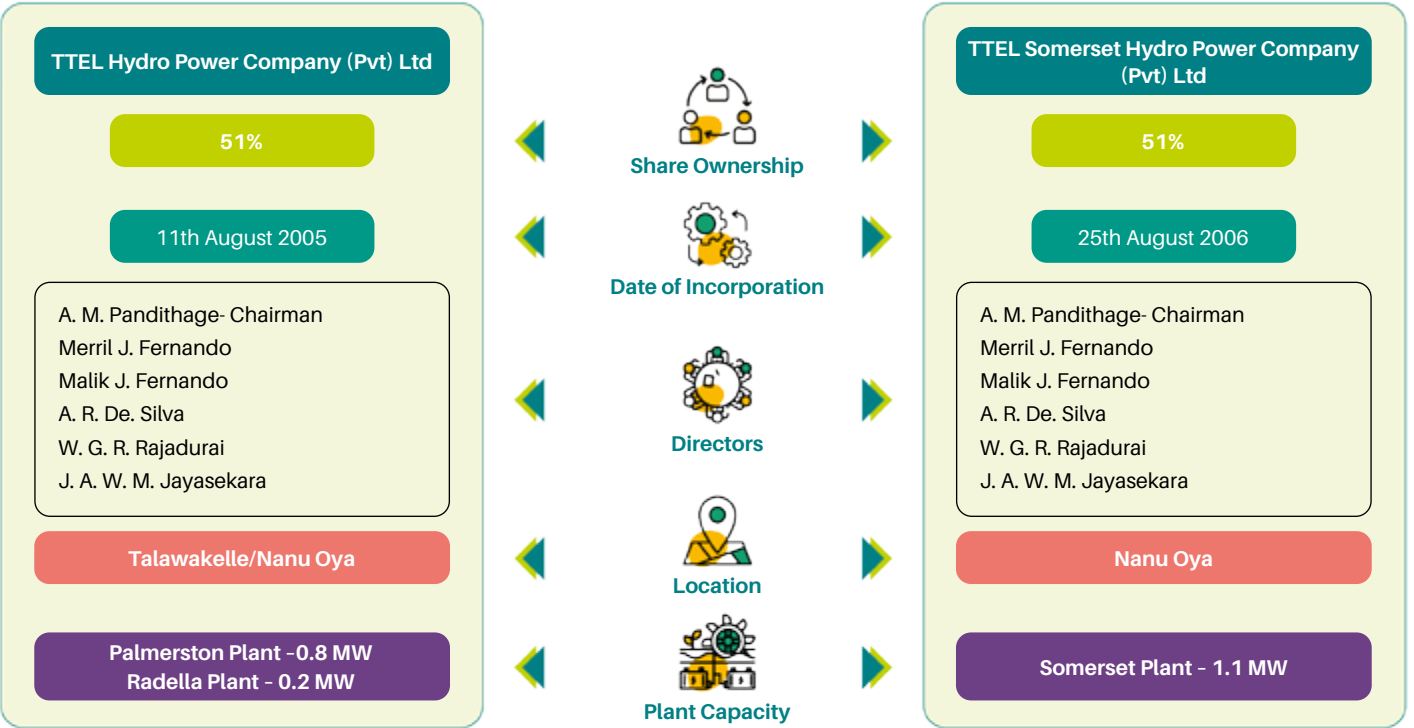 TTEL Hydro Power Company (Pvt) Ltd
51%
11th August 2005
A. M. Pandithage- Chairman
Merril J. Fernando
Malik J. Fernando
A. R. De. Silva
W. G. R. Rajadurai
J. A. W. M. Jayasekara
Talawakelle/Nanu Oya
Palmerston Plant –0.8 MW
Radella Plant – 0.2 MW
Share Ownership
Date of Incorporation
Directors
Location
Plant Capacity
TTEL Somerset Hydro Power Company
(Pvt) Ltd
51%
25th August 2006
A. M. Pandithage- Chairman
Merril J. Fernando
Malik J. Fernando
A. R. De. Silva
W. G. R. Rajadurai
J. A. W. M. Jayasekara
Nanu Oya
Somerset Plant – 1.1 MW